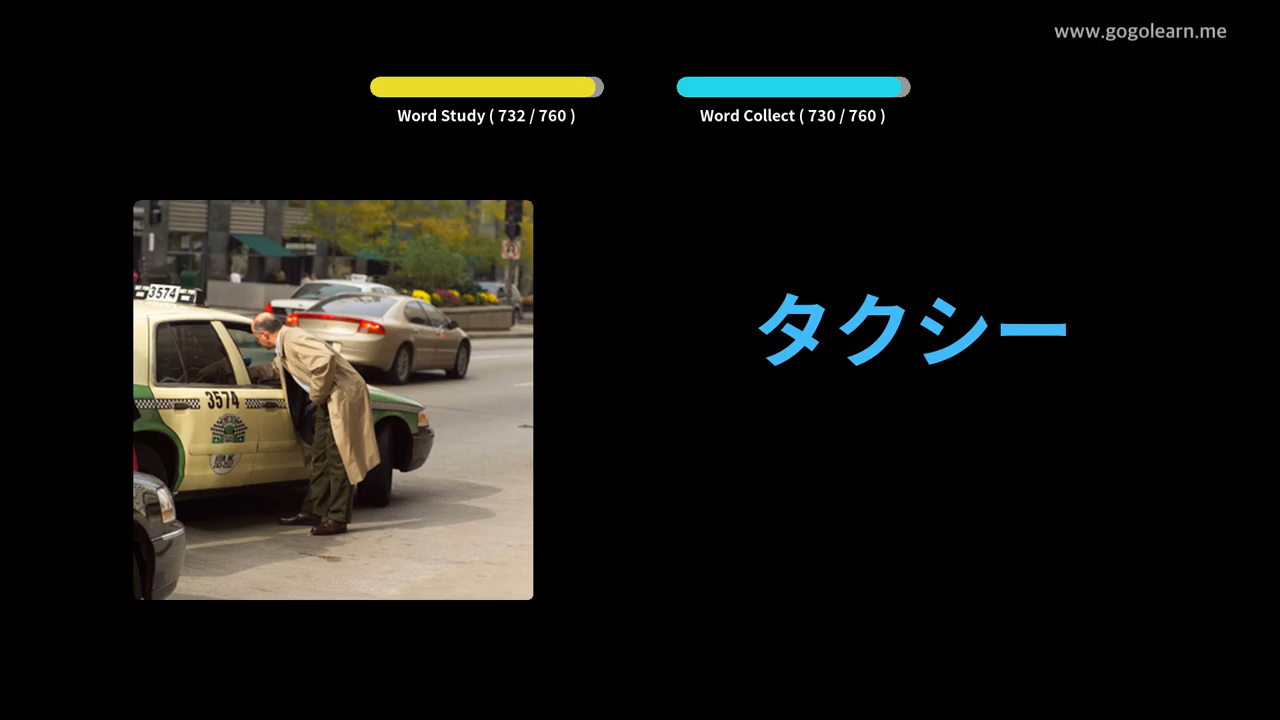 www.gogolearn.me
Word Study ( 732 / 760 )
Word Collect ( 730 / 760 )
3574
3574
タクシー